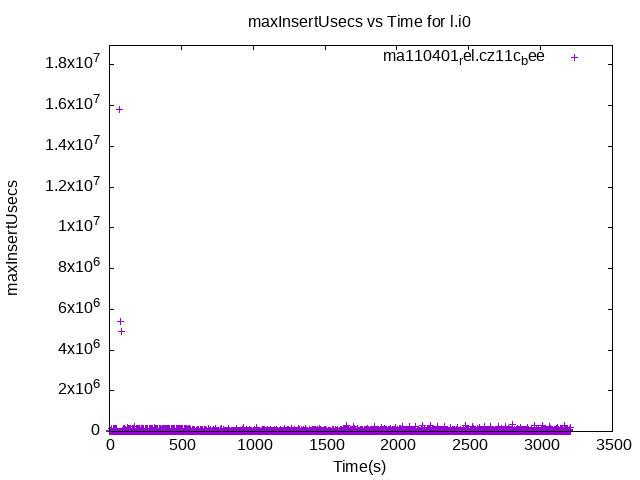 maxInsertUsecs vs Time for l.i0
ma110401rel.cz11cbee
1.8x10^7
1.6x10^7
1.4x10^7
1.2x10^7
1x10^7
8x10^6
6x10^6
4x10^6
2x10^6
0
maxInsertUsecs
0 500 1000 1500 2000 2500 3000 3500
Time(s)